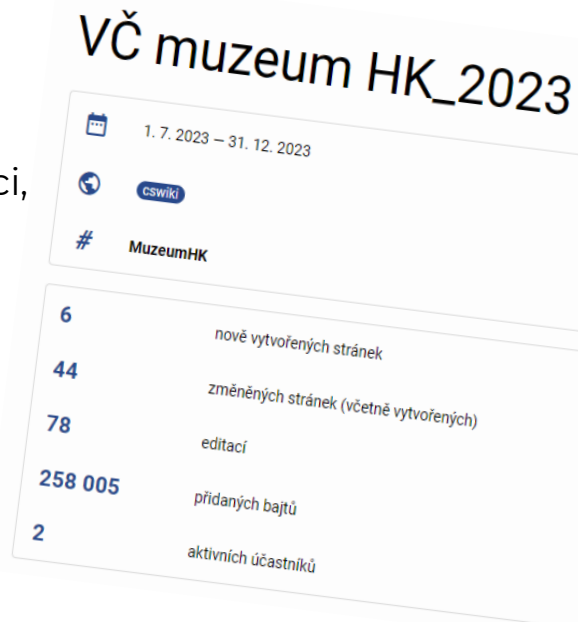 VČ muzeum HK_2023
1. 7. 2023 – 31. 12. 2023
ci,
cswiki
# MuzeumHK
6 nově vytvořených stránek
44 změněných stránek (včetně vytvořených)
78 editací
258 005 přidaných bajtů
2 aktivních účastníků